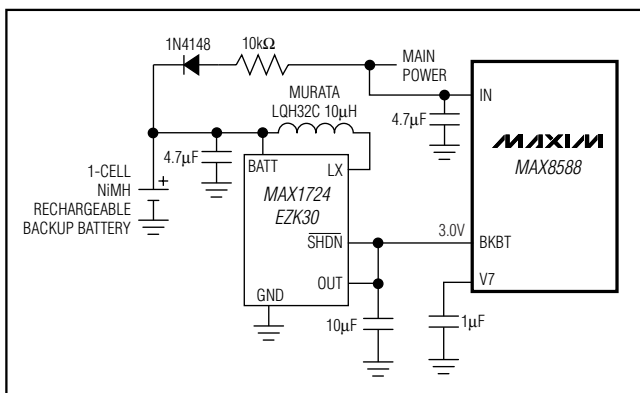 1N4148
10kΩ
MAIN
POWER
MURATA
LQH32C 10µH
IN
4.7µF
4.7µF
MAXIM
MAX8588
BATT
LX
1-CELL
NiMH
RECHARGEABLE
BACKUP BATTERY
+
MAX1724
EZK30
SHDN
3.0V
BKBT
OUT
V7
GND
10µF
1µF